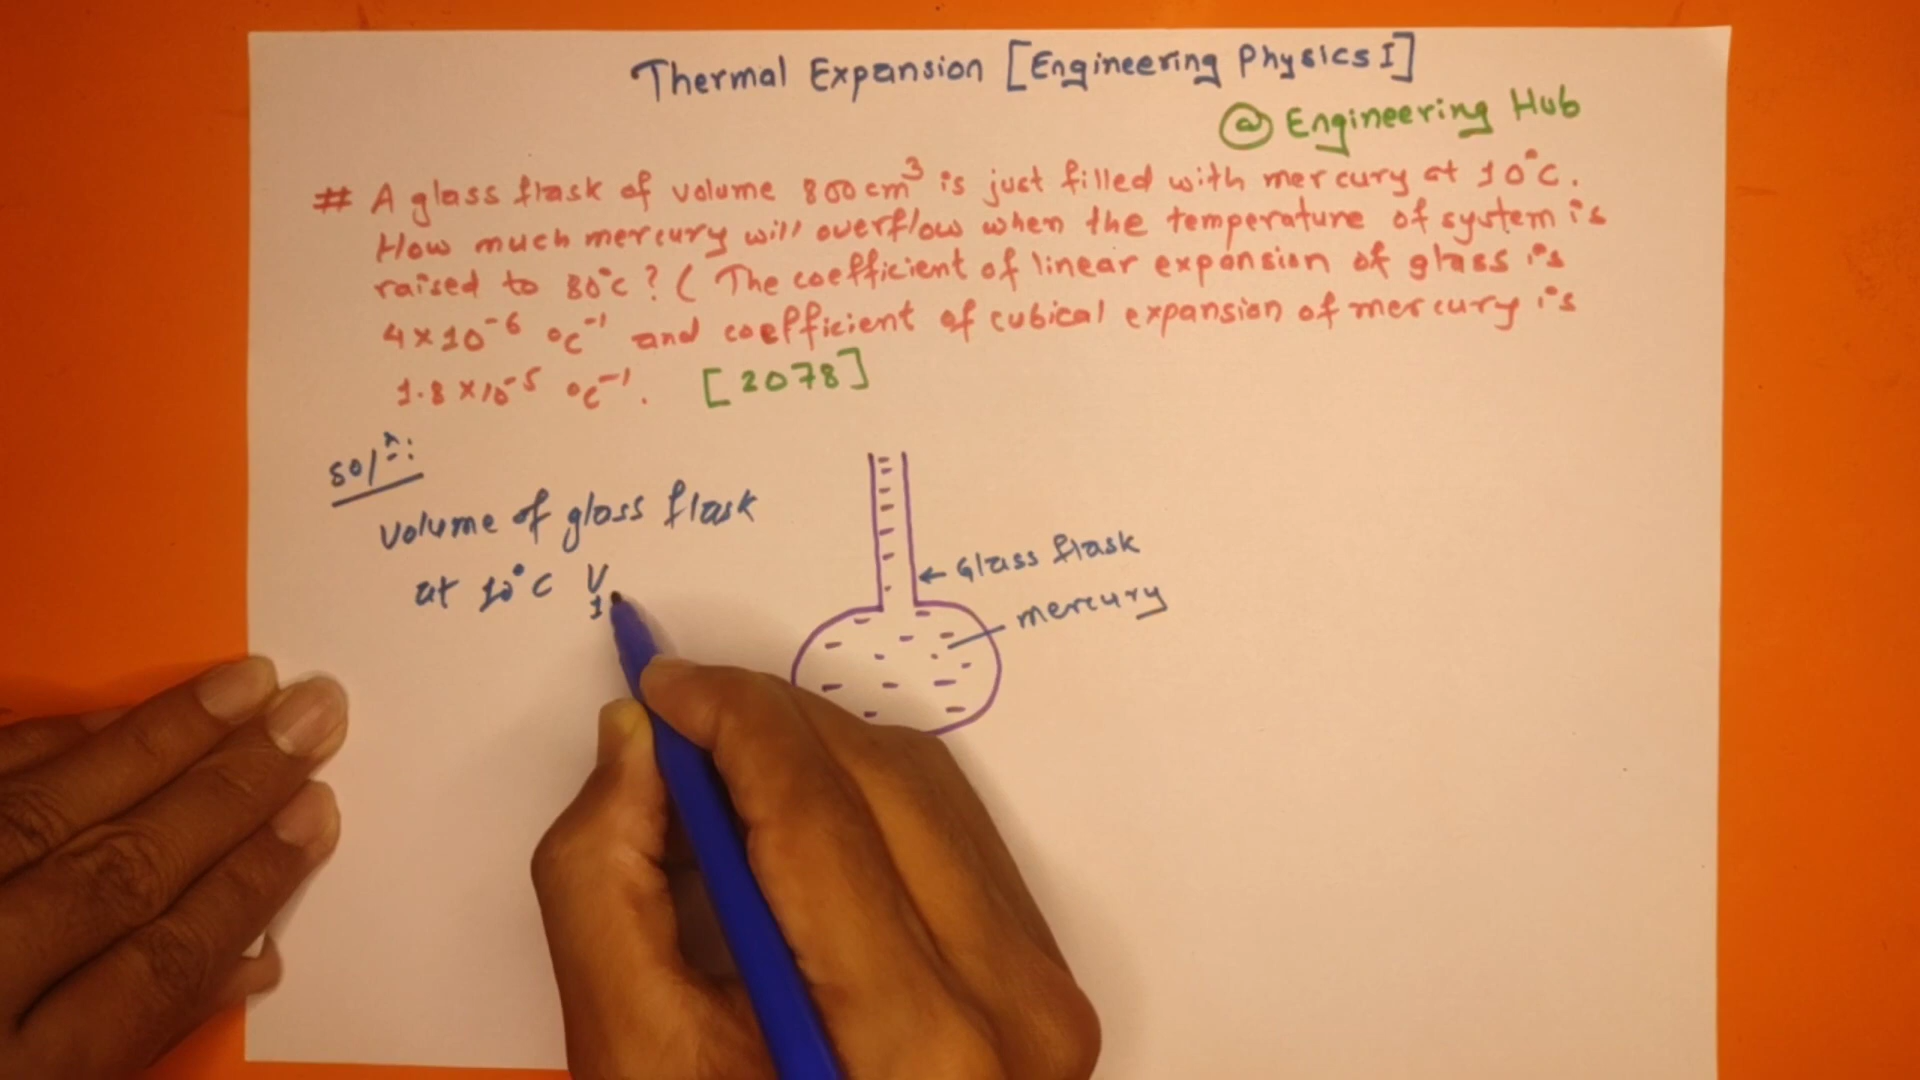 Thermal Expansion [Engineering Physics I]
@ Engineering Hub
# A glass flask of volume 800 cm³ is just filled with mercury at 10°C.
How much mercury will overflow when the temperature of system is
raised to 80°C? ( The coefficient of linear expansion of glass is
4×10⁻⁶ °C⁻¹ and coefficient of cubical expansion of mercury is
1.8×10⁻⁵ °C⁻¹. [2078]
Solⁿ:
Volume of glass flask
at 10°C V₁
Glass flask
mercury